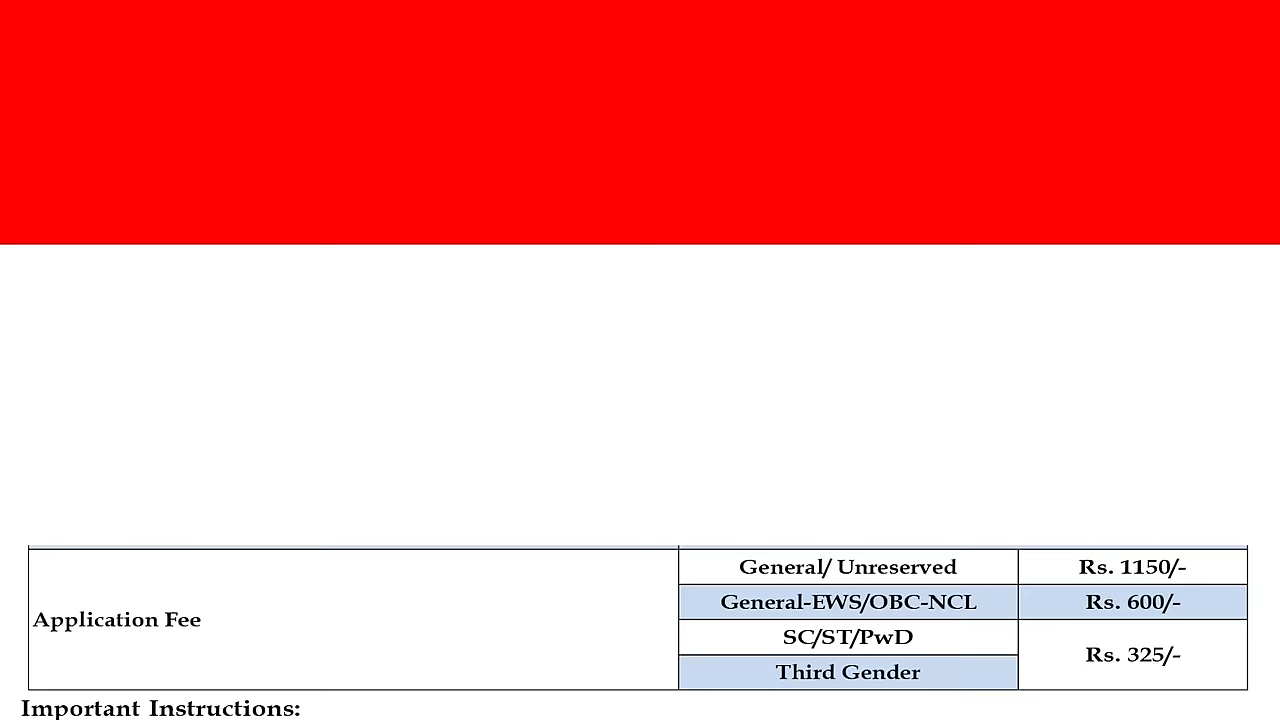 General/ Unreserved Rs. 1150/-
General-EWS/OBC-NCL Rs. 600/-
Application Fee
SC/ST/PwD
Rs. 325/-
Third Gender
Important Instructions: